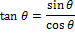 tan θ = sin θ / cos θ